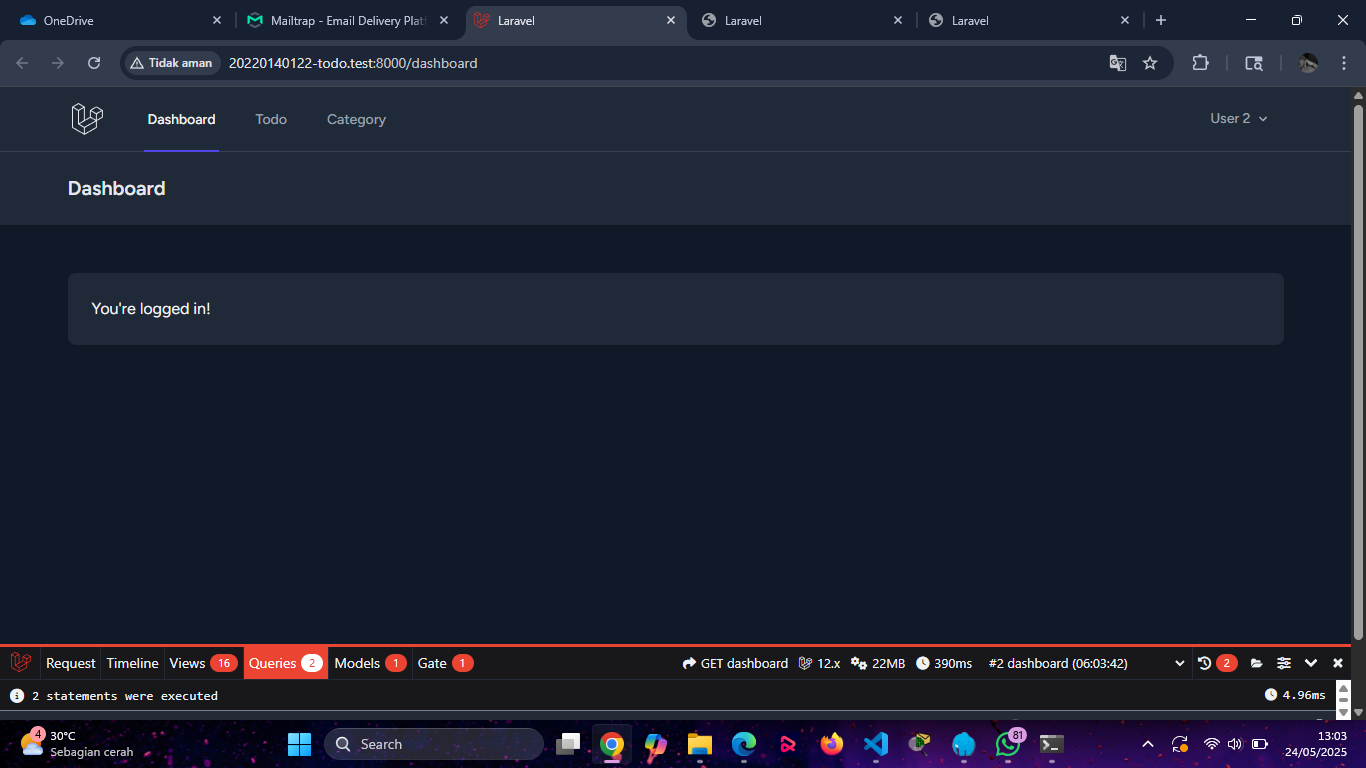 OneDrive
Mailtrap - Email Delivery Plat
Laravel
Laravel
Laravel
Tidak aman
20220140122-todo.test:8000/dashboard
Dashboard
Todo
Category
User 2
Dashboard
You're logged in!
Request
Timeline
Views 16
Queries 2
Models 1
Gate 1
GET dashboard
12.x
22MB
390ms
#2 dashboard (06:03:42)
2
2 statements were executed
4.96ms
4
30°C
Sebagian cerah
Search
81
13:03
24/05/2025